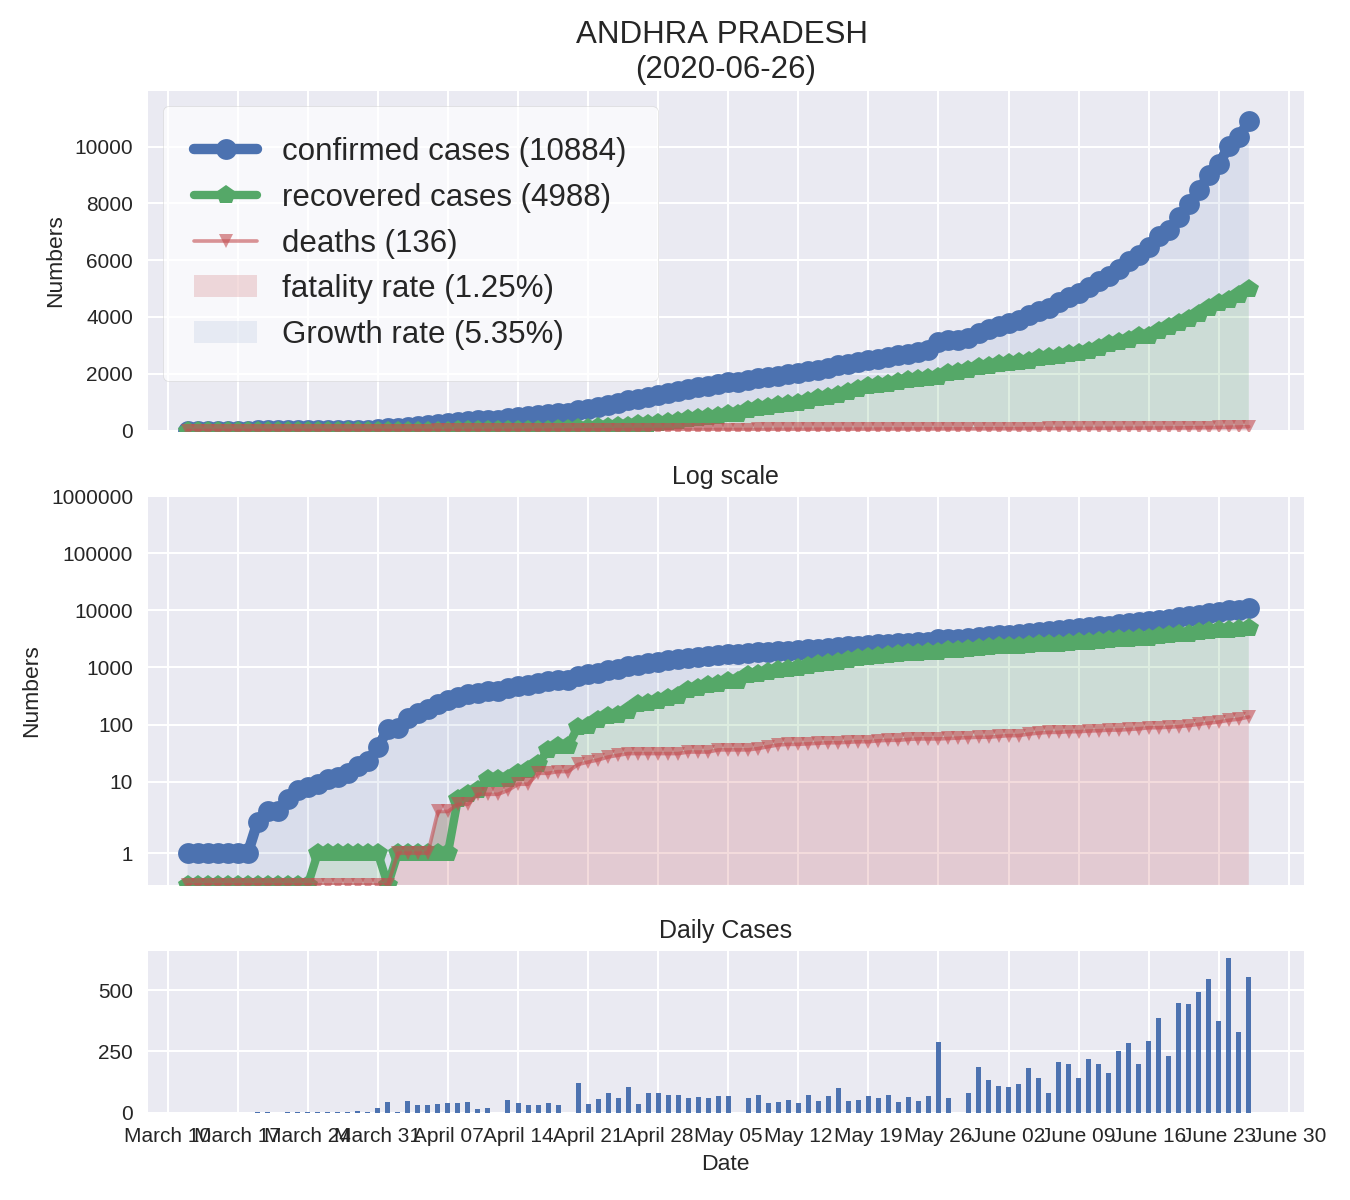 ANDHRA PRADESH
(2020-06-26)
confirmed cases (10884)
recovered cases (4988)
deaths (136)
fatality rate (1.25%)
Growth rate (5.35%)
Numbers
10000
8000
6000
4000
2000
0
Log scale
Numbers
1000000
100000
10000
1000
100
10
1
Daily Cases
500
250
0
March 10 March 17 March 24 March 31 April 07 April 14 April 21 April 28 May 05 May 12 May 19 May 26 June 02 June 09 June 16 June 23 June 30
Date